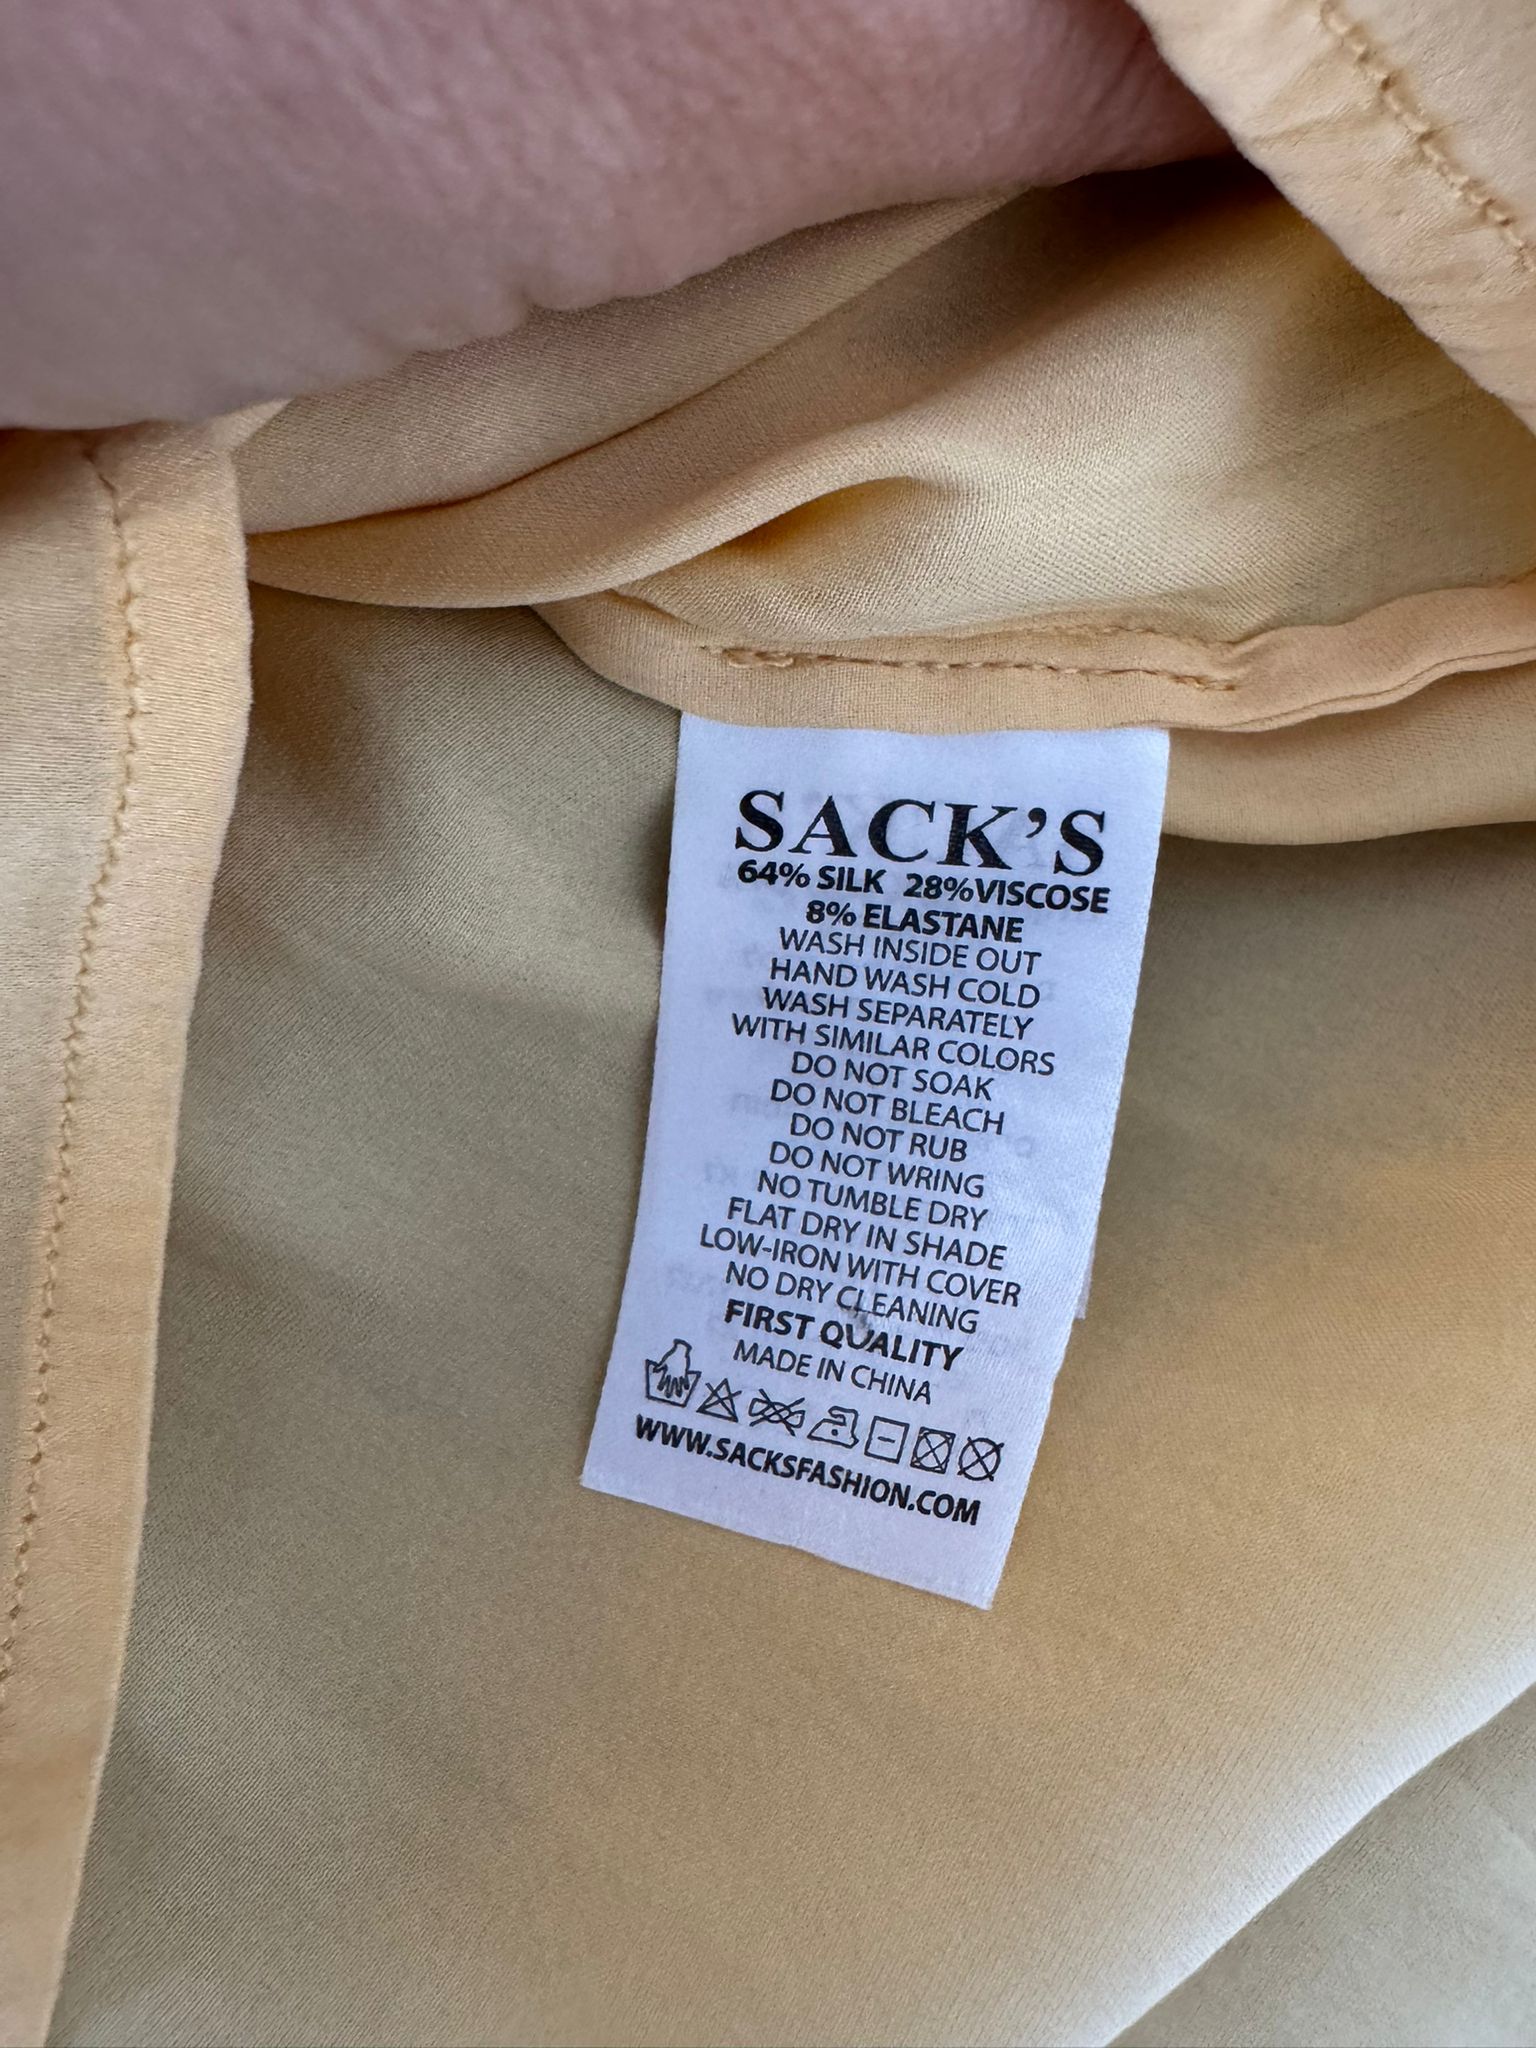 SACK'S
64% SILK 28%VISCOSE
8% ELASTANE
WASH INSIDE OUT
HAND WASH COLD
WASH SEPARATELY
WITH SIMILAR COLORS
DO NOT SOAK
DO NOT BLEACH
DO NOT RUB
DO NOT WRING
NO TUMBLE DRY
FLAT DRY IN SHADE
LOW-IRON WITH COVER
NO DRY CLEANING
FIRST QUALITY
MADE IN CHINA
WWW.SACKSFASHION.COM